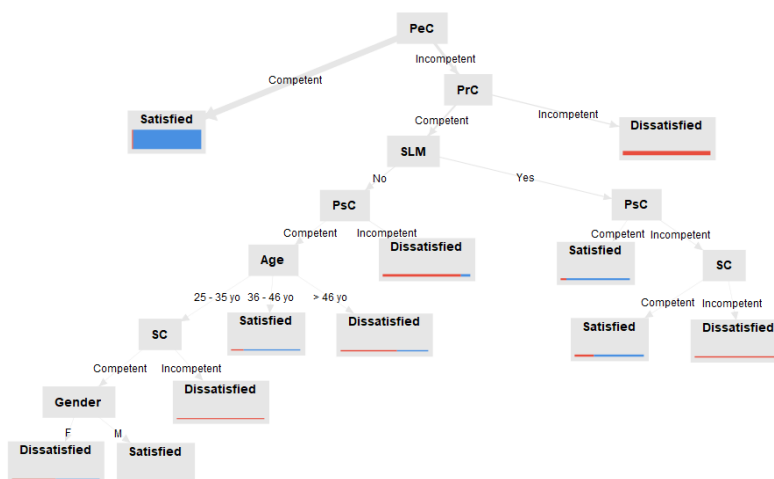 PeC
Competent
Incompetent
PrC
Satisfied
Competent
Incompetent
Dissatisfied
SLM
No
Yes
PsC
PsC
Competent
Incompetent
Competent
Incompetent
Age
Dissatisfied
Satisfied
SC
25 - 35 yo
36 - 46 yo
> 46 yo
Competent
Incompetent
SC
Satisfied
Dissatisfied
Satisfied
Dissatisfied
Competent
Incompetent
Dissatisfied
Gender
F
M
Dissatisfied
Satisfied